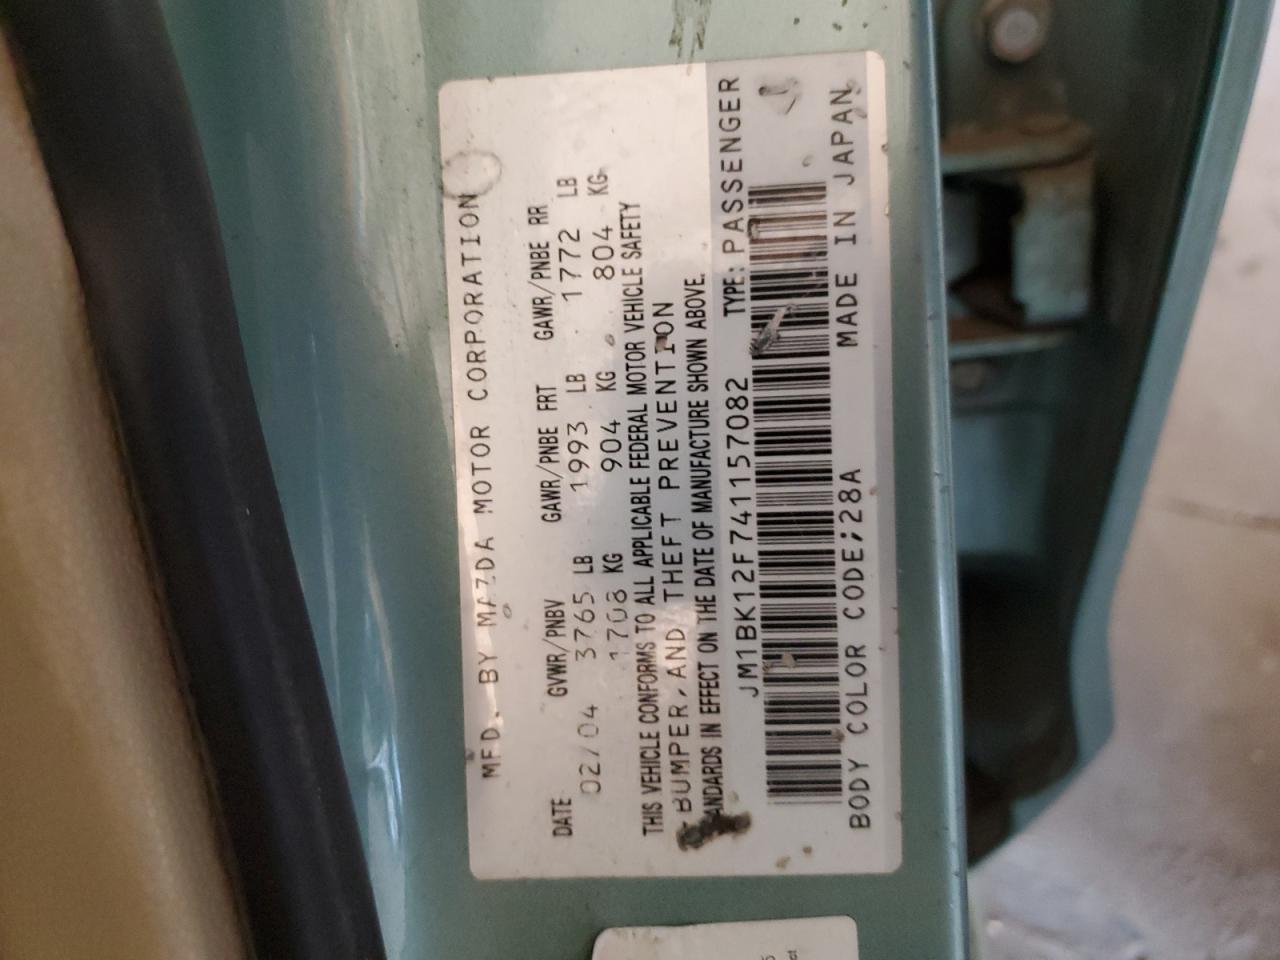 MFD. BY MAZDA MOTOR CORPORATION
DATE GVWR/PNBV GAWR/PNBE FRT GAWR/PNBE RR
02/04 3765 LB 1993 LB 1772 LB
1708 KG 904 KG 804 KG
THIS VEHICLE CONFORMS TO ALL APPLICABLE FEDERAL MOTOR VEHICLE SAFETY
BUMPER, AND THEFT PREVENTION
ANDARDS IN EFFECT ON THE DATE OF MANUFACTURE SHOWN ABOVE.
JM1BK12F741157082 TYPE: PASSENGER
BODY COLOR CODE;28A MADE IN JAPAN